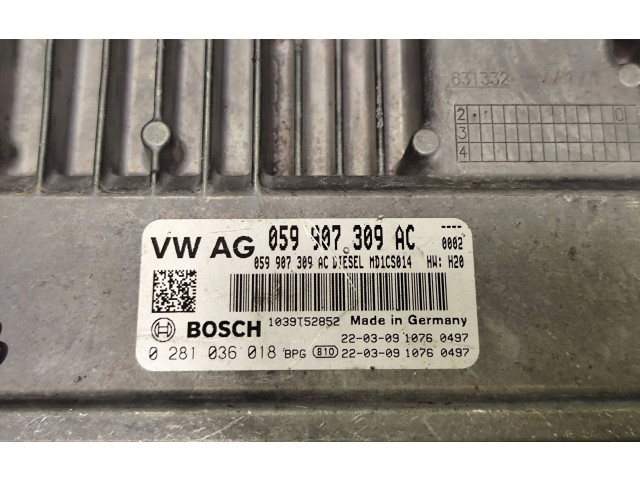 831332
2
3
4
0
VW AG 059 907 309 AC
----
0002
059 907 309 AC DIESEL MD1CS014 HW: H20
BOSCH 1039T52852 Made in Germany
22-03-09 1076 0497
0 281 036 018 BPG 810 22-03-09 1076 0497